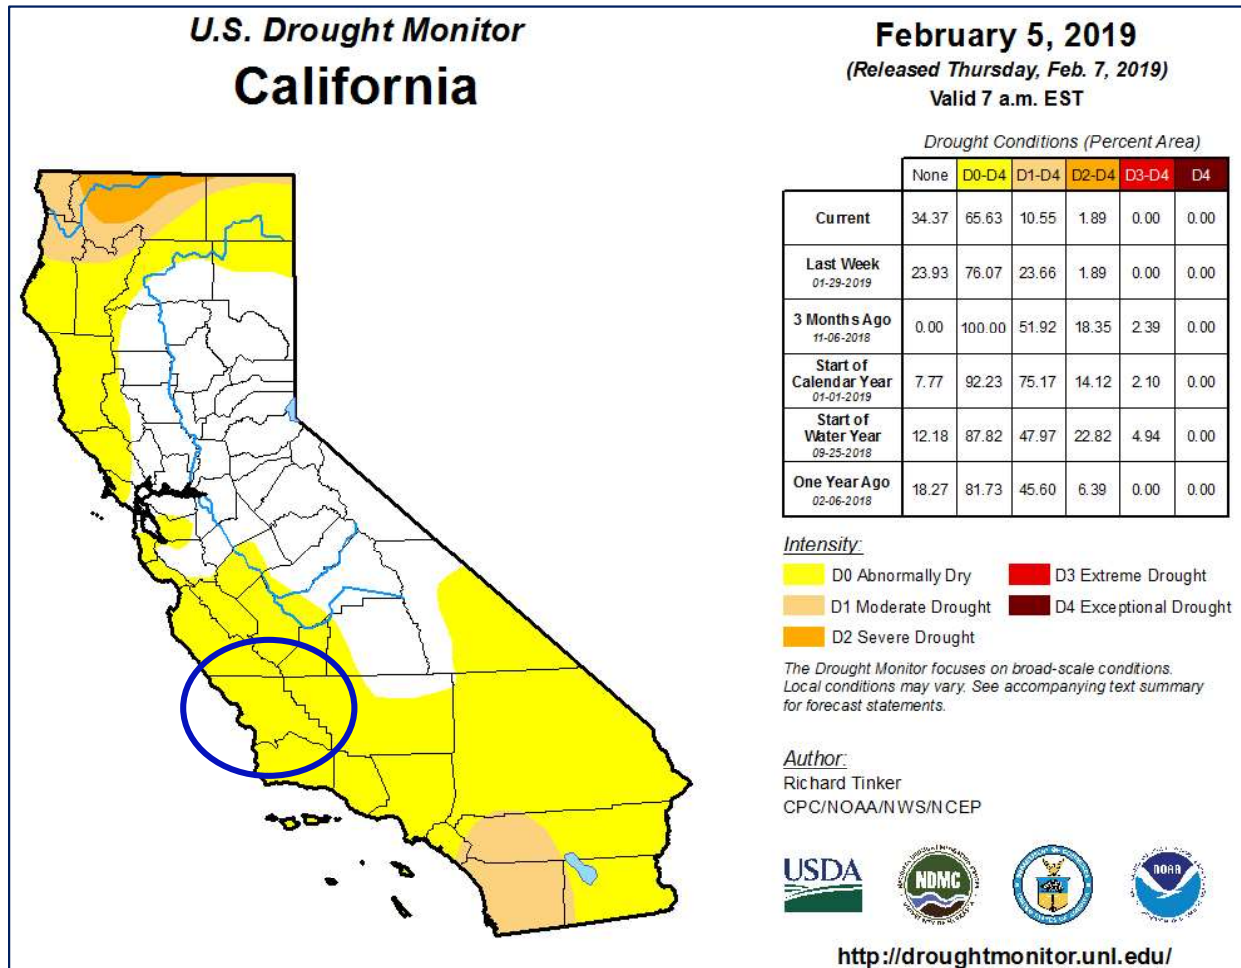 U.S. Drought Monitor
California
February 5, 2019
(Released Thursday, Feb. 7, 2019)
Valid 7 a.m. EST
Drought Conditions (Percent Area)
None D0-D4 D1-D4 D2-D4 D3-D4 D4
Current 34.37 65.63 10.55 1.89 0.00 0.00
Last Week
01-29-2019 23.93 76.07 23.66 1.89 0.00 0.00
3 Months Ago
11-06-2018 0.00 100.00 51.92 18.35 2.39 0.00
Start of
Calendar Year
01-01-2019 7.77 92.23 75.17 14.12 2.10 0.00
Start of
Water Year
09-25-2018 12.18 87.82 47.97 22.82 4.94 0.00
One Year Ago
02-06-2018 18.27 81.73 45.60 6.39 0.00 0.00
Intensity:
D0 Abnormally Dry
D3 Extreme Drought
D1 Moderate Drought
D4 Exceptional Drought
D2 Severe Drought
The Drought Monitor focuses on broad-scale conditions.
Local conditions may vary. See accompanying text summary
for forecast statements.
Author:
Richard Tinker
CPC/NOAA/NWS/NCEP
USDA
NDMC
NOAA
http://droughtmonitor.unl.edu/